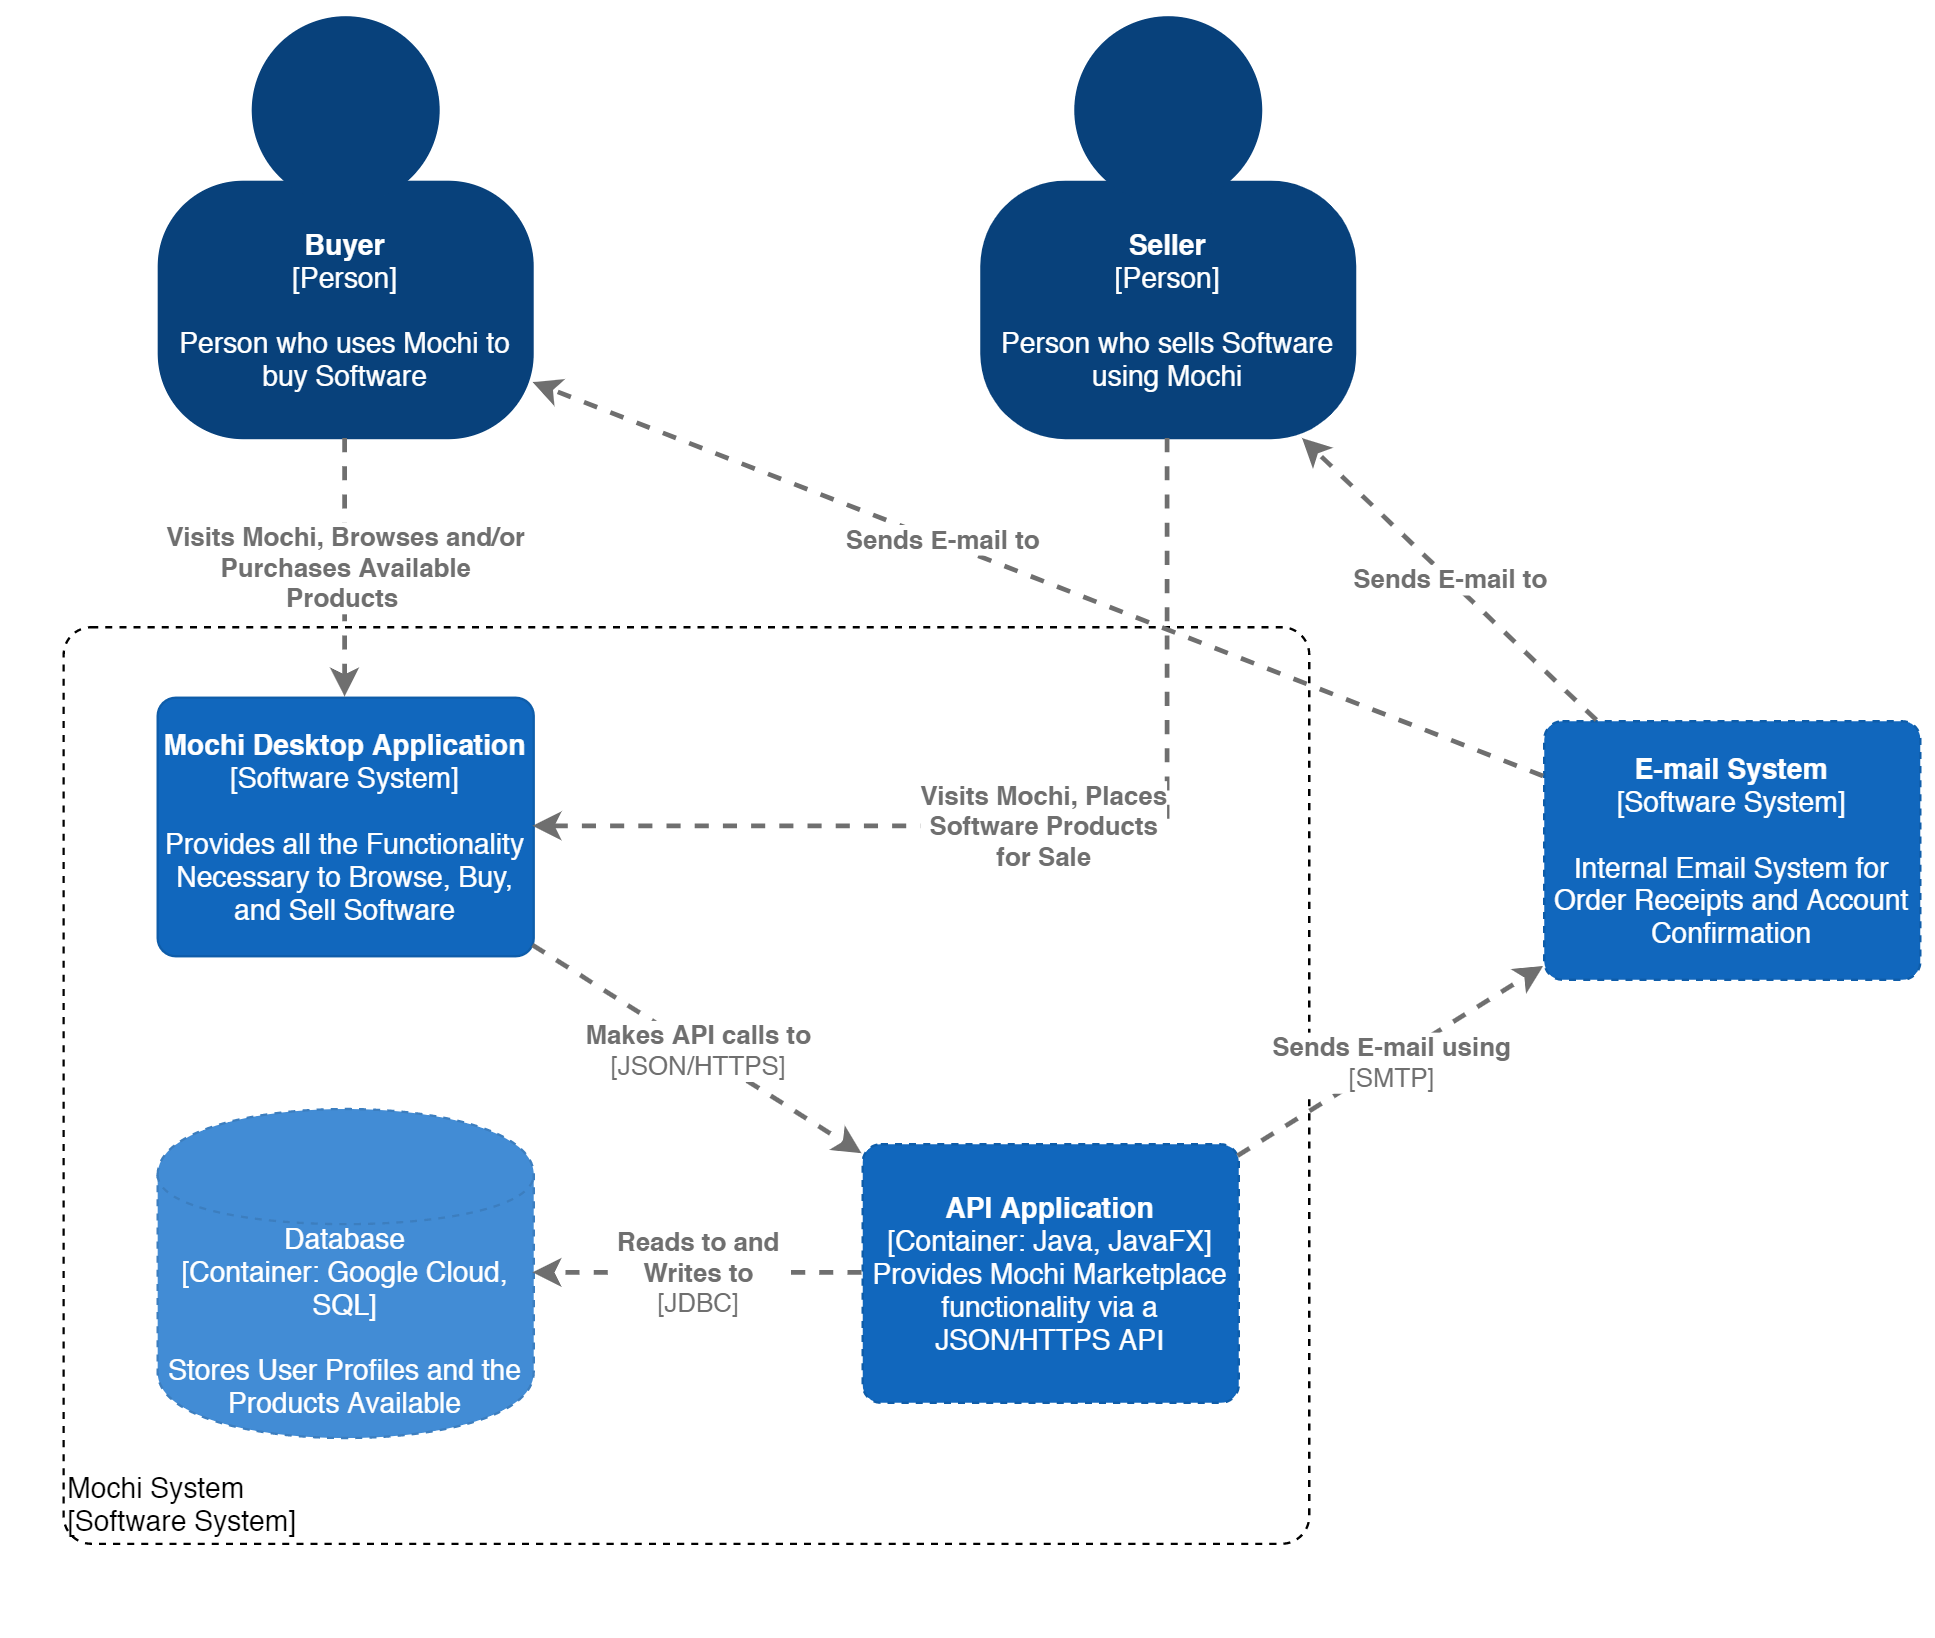 Buyer
[Person]
Person who uses Mochi to
buy Software
Seller
[Person]
Person who sells Software
using Mochi
Visits Mochi, Browses and/or
Purchases Available
Products
Sends E-mail to
Sends E-mail to
Mochi Desktop Application
[Software System]
Provides all the Functionality
Necessary to Browse, Buy,
and Sell Software
Visits Mochi, Places
Software Products
for Sale
E-mail System
[Software System]
Internal Email System for
Order Receipts and Account
Confirmation
Makes API calls to
[JSON/HTTPS]
Sends E-mail using
[SMTP]
Database
[Container: Google Cloud,
SQL]
Stores User Profiles and the
Products Available
Reads to and
Writes to
[JDBC]
API Application
[Container: Java, JavaFX]
Provides Mochi Marketplace
functionality via a
JSON/HTTPS API
Mochi System
[Software System]